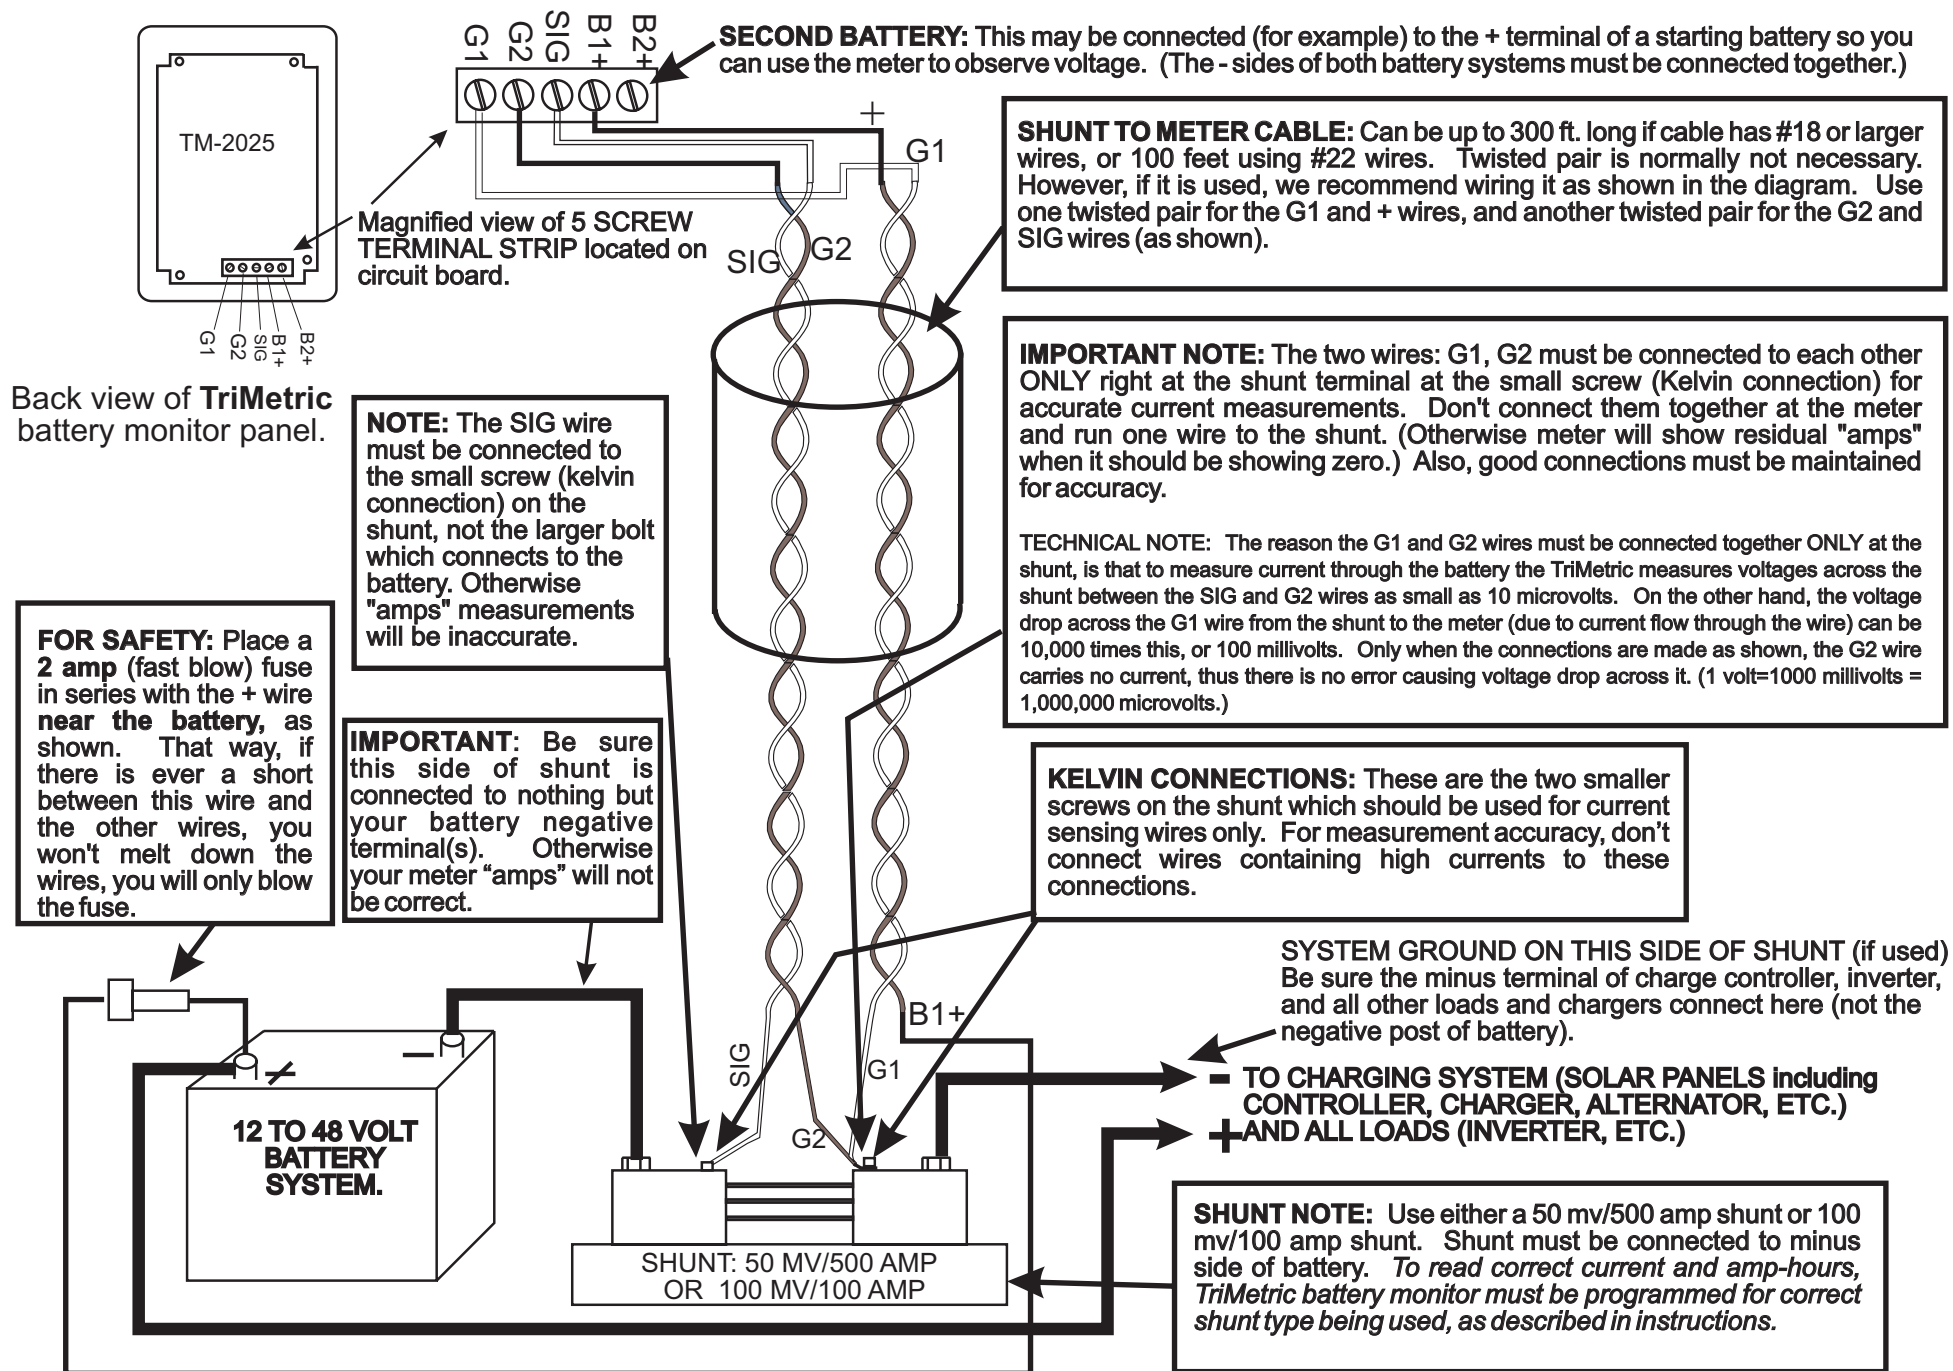 G1 G2 SIG B1+ B2+
SECOND BATTERY: This may be connected (for example) to the + terminal of a starting battery so you
can use the meter to observe voltage. (The - sides of both battery systems must be connected together.)
TM-2025
G1 G2 SIG B1+ B2+
Back view of TriMetric
battery monitor panel.
Magnified view of 5 SCREW
TERMINAL STRIP located on
circuit board.
+
G1
SIG
G2
SHUNT TO METER CABLE: Can be up to 300 ft. long if cable has #18 or larger
wires, or 100 feet using #22 wires. Twisted pair is normally not necessary.
However, if it is used, we recommend wiring it as shown in the diagram. Use
one twisted pair for the G1 and + wires, and another twisted pair for the G2 and
SIG wires (as shown).
IMPORTANT NOTE: The two wires: G1, G2 must be connected to each other
ONLY right at the shunt terminal at the small screw (Kelvin connection) for
accurate current measurements. Don't connect them together at the meter
and run one wire to the shunt. (Otherwise meter will show residual "amps"
when it should be showing zero.) Also, good connections must be maintained
for accuracy.
TECHNICAL NOTE: The reason the G1 and G2 wires must be connected together ONLY at the
shunt, is that to measure current through the battery the TriMetric measures voltages across the
shunt between the SIG and G2 wires as small as 10 microvolts. On the other hand, the voltage
drop across the G1 wire from the shunt to the meter (due to current flow through the wire) can be
10,000 times this, or 100 millivolts. Only when the connections are made as shown, the G2 wire
carries no current, thus there is no error causing voltage drop across it. (1 volt=1000 millivolts =
1,000,000 microvolts.)
NOTE: The SIG wire
must be connected to
the small screw (kelvin
connection) on the
shunt, not the larger bolt
which connects to the
battery. Otherwise
"amps" measurements
will be inaccurate.
FOR SAFETY: Place a
2 amp (fast blow) fuse
in series with the + wire
near the battery, as
shown. That way, if
there is ever a short
between this wire and
the other wires, you
won't melt down the
wires, you will only blow
the fuse.
IMPORTANT: Be sure
this side of shunt is
connected to nothing but
your battery negative
terminal(s). Otherwise
your meter “amps” will not
be correct.
KELVIN CONNECTIONS: These are the two smaller
screws on the shunt which should be used for current
sensing wires only. For measurement accuracy, don’t
connect wires containing high currents to these
connections.
SYSTEM GROUND ON THIS SIDE OF SHUNT (if used)
Be sure the minus terminal of charge controller, inverter,
and all other loads and chargers connect here (not the
negative post of battery).
B1+
SIG
G1
G2
- TO CHARGING SYSTEM (SOLAR PANELS including
CONTROLLER, CHARGER, ALTERNATOR, ETC.)
+ AND ALL LOADS (INVERTER, ETC.)
+
-
12 TO 48 VOLT
BATTERY
SYSTEM.
SHUNT: 50 MV/500 AMP
OR 100 MV/100 AMP
SHUNT NOTE: Use either a 50 mv/500 amp shunt or 100
mv/100 amp shunt. Shunt must be connected to minus
side of battery. To read correct current and amp-hours,
TriMetric battery monitor must be programmed for correct
shunt type being used, as described in instructions.